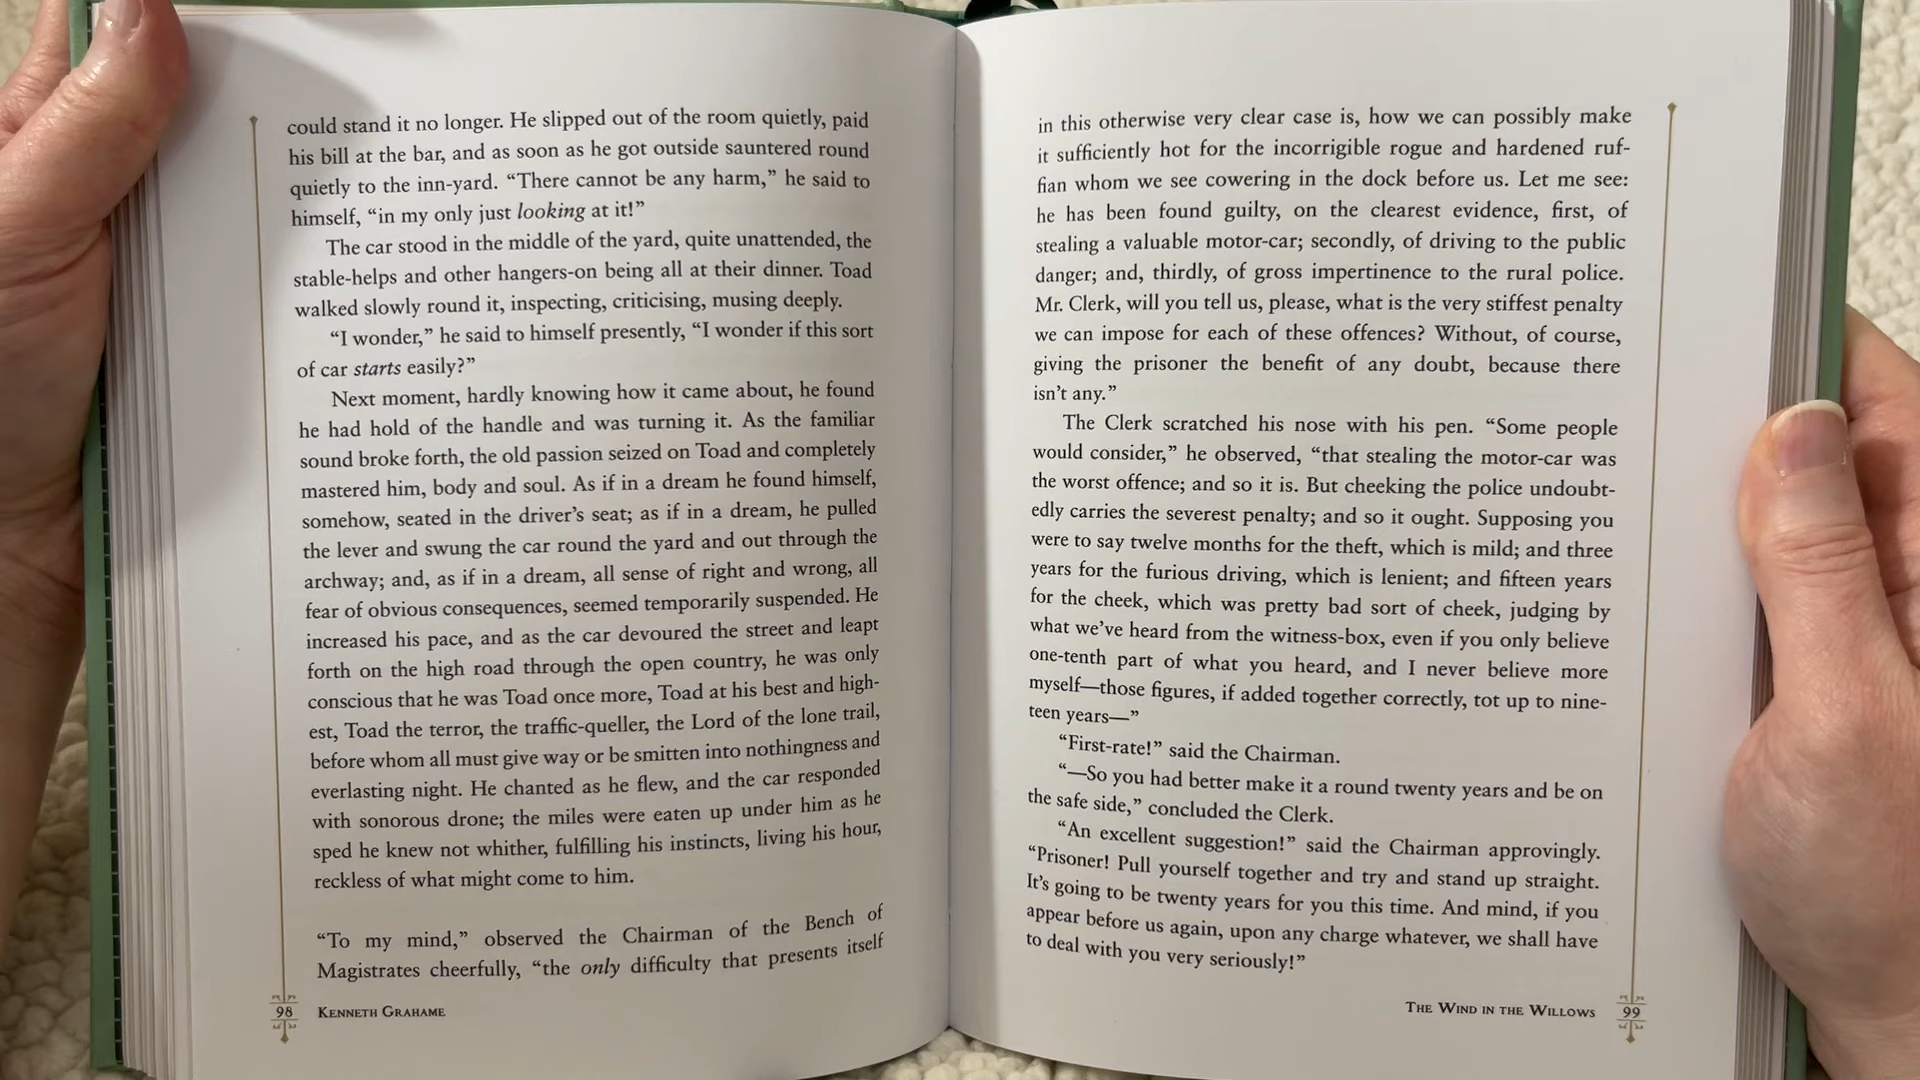 could stand it no longer. He slipped out of the room quietly, paid
his bill at the bar, and as soon as he got outside sauntered round
quietly to the inn-yard. “There cannot be any harm,” he said to
himself, “in my only just looking at it!”
The car stood in the middle of the yard, quite unattended, the
stable-helps and other hangers-on being all at their dinner. Toad
walked slowly round it, inspecting, criticising, musing deeply.
“I wonder,” he said to himself presently, “I wonder if this sort
of car starts easily?”
Next moment, hardly knowing how it came about, he found
he had hold of the handle and was turning it. As the familiar
sound broke forth, the old passion seized on Toad and completely
mastered him, body and soul. As if in a dream he found himself,
somehow, seated in the driver’s seat; as if in a dream, he pulled
the lever and swung the car round the yard and out through the
archway; and, as if in a dream, all sense of right and wrong, all
fear of obvious consequences, seemed temporarily suspended. He
increased his pace, and as the car devoured the street and leapt
forth on the high road through the open country, he was only
conscious that he was Toad once more, Toad at his best and high-
est, Toad the terror, the traffic-queller, the Lord of the lone trail,
before whom all must give way or be smitten into nothingness and
everlasting night. He chanted as he flew, and the car responded
with sonorous drone; the miles were eaten up under him as he
sped he knew not whither, fulfilling his instincts, living his hour,
reckless of what might come to him.
“To my mind,” observed the Chairman of the Bench of
Magistrates cheerfully, “the only difficulty that presents itself
98 Kenneth Grahame
in this otherwise very clear case is, how we can possibly make
it sufficiently hot for the incorrigible rogue and hardened ruf-
fian whom we see cowering in the dock before us. Let me see:
he has been found guilty, on the clearest evidence, first, of
stealing a valuable motor-car; secondly, of driving to the public
danger; and, thirdly, of gross impertinence to the rural police.
Mr. Clerk, will you tell us, please, what is the very stiffest penalty
we can impose for each of these offences? Without, of course,
giving the prisoner the benefit of any doubt, because there
isn’t any.”
The Clerk scratched his nose with his pen. “Some people
would consider,” he observed, “that stealing the motor-car was
the worst offence; and so it is. But cheeking the police undoubt-
edly carries the severest penalty; and so it ought. Supposing you
were to say twelve months for the theft, which is mild; and three
years for the furious driving, which is lenient; and fifteen years
for the cheek, which was pretty bad sort of cheek, judging by
what we’ve heard from the witness-box, even if you only believe
one-tenth part of what you heard, and I never believe more
myself—those figures, if added together correctly, tot up to nine-
teen years—”
“First-rate!” said the Chairman.
“—So you had better make it a round twenty years and be on
the safe side,” concluded the Clerk.
“An excellent suggestion!” said the Chairman approvingly.
“Prisoner! Pull yourself together and try and stand up straight.
It’s going to be twenty years for you this time. And mind, if you
appear before us again, upon any charge whatever, we shall have
to deal with you very seriously!”
The Wind in the Willows 99